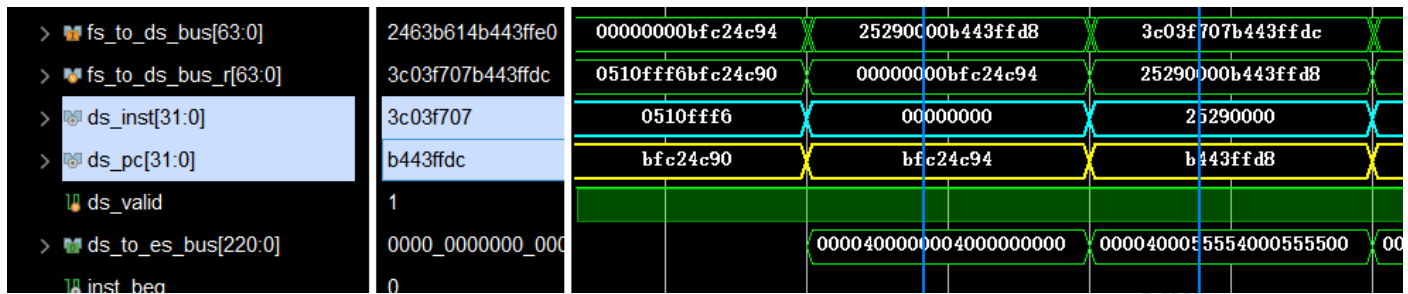 fs_to_ds_bus[63:0] 2463b614b443ffe0 00000000bfc24c94 25290000b443ffd8 3c03f707b443ffdc
fs_to_ds_bus_r[63:0] 3c03f707b443ffdc 0510fff6bfc24c90 00000000bfc24c94 25290000b443ffd8
ds_inst[31:0] 3c03f707 0510fff6 00000000 25290000
ds_pc[31:0] b443ffdc bfc24c90 bfc24c94 b443ffd8
ds_valid 1
ds_to_es_bus[220:0] 0000_0000000_000 0000400000004000000000 0000400055554000555500 00
inst_beq 0